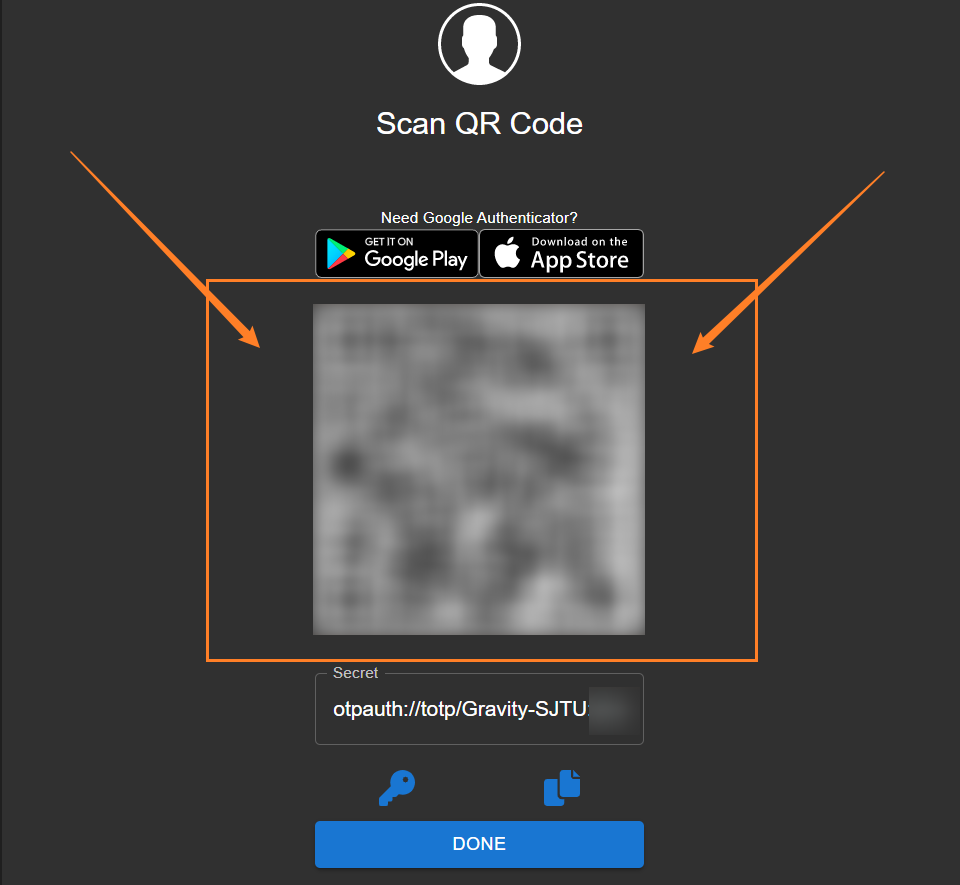 Scan QR Code
Need Google Authenticator?
GET IT ON
Google Play
Download on the
App Store
Secret
otpauth://totp/Gravity-SJTU:
DONE